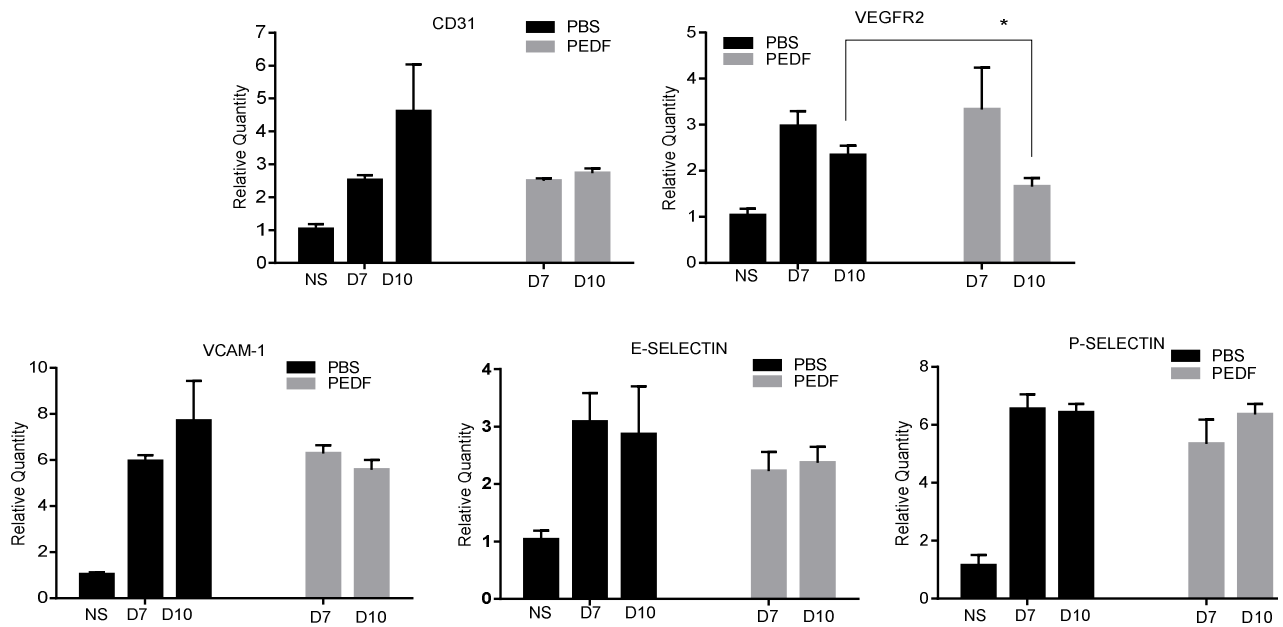 CD31
PBS
PEDF
7
6
5
4
3
2
1
0
Relative Quantity
NS D7 D10 D7 D10
VEGFR2
*
PBS
PEDF
5
4
3
2
1
0
Relative Quantity
NS D7 D10 D7 D10
VCAM-1
PBS
PEDF
10
8
6
4
2
0
Relative Quantity
NS D7 D10 D7 D10
E-SELECTIN
PBS
PEDF
4
3
2
1
0
Relative Quantity
NS D7 D10 D7 D10
P-SELECTIN
PBS
PEDF
8
6
4
2
0
Relative Quantity
NS D7 D10 D7 D10